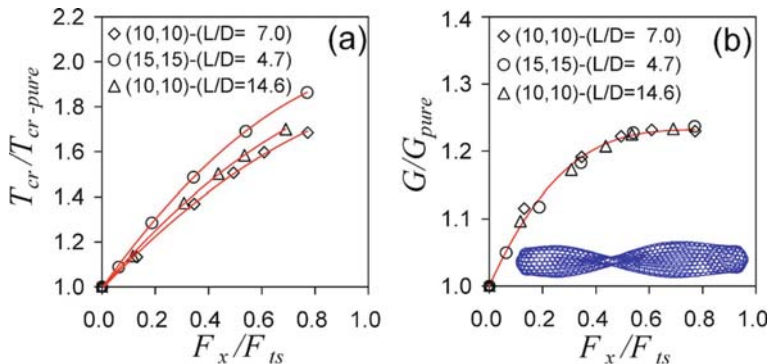 (a)
◇ (10,10)-(L/D= 7.0)
○ (15,15)-(L/D= 4.7)
△ (10,10)-(L/D=14.6)
T_cr/T_cr-pure
2.2
2.0
1.8
1.6
1.4
1.2
1.0
0.0 0.2 0.4 0.6 0.8 1.0
F_x/F_ts
(b)
◇ (10,10)-(L/D= 7.0)
○ (15,15)-(L/D= 4.7)
△ (10,10)-(L/D=14.6)
G/G_pure
1.4
1.3
1.2
1.1
1.0
0.0 0.2 0.4 0.6 0.8 1.0
F_x/F_ts